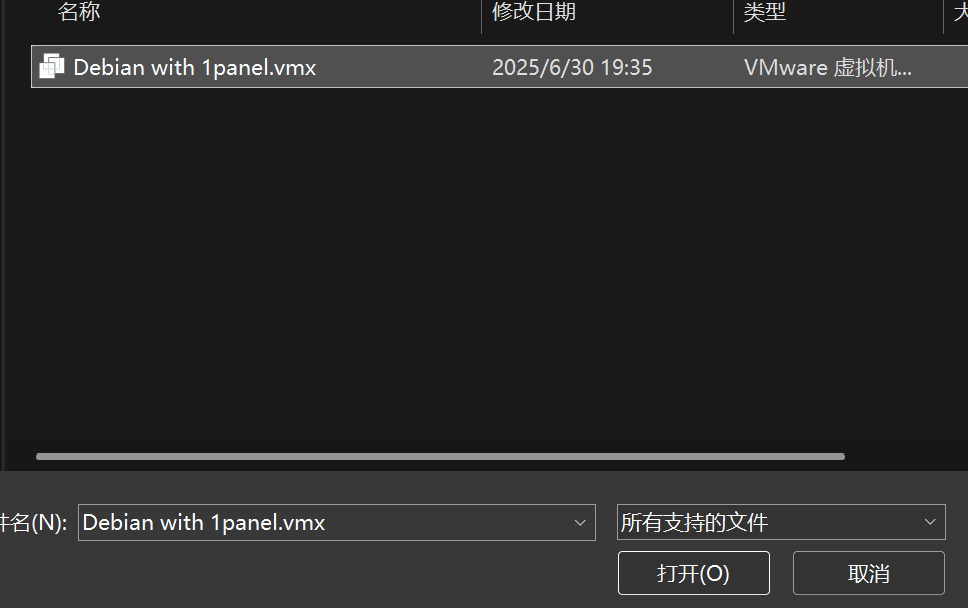 名称 修改日期 类型 大
Debian with 1panel.vmx 2025/6/30 19:35 VMware 虚拟机...
件名(N): Debian with 1panel.vmx 所有支持的文件
打开(O) 取消